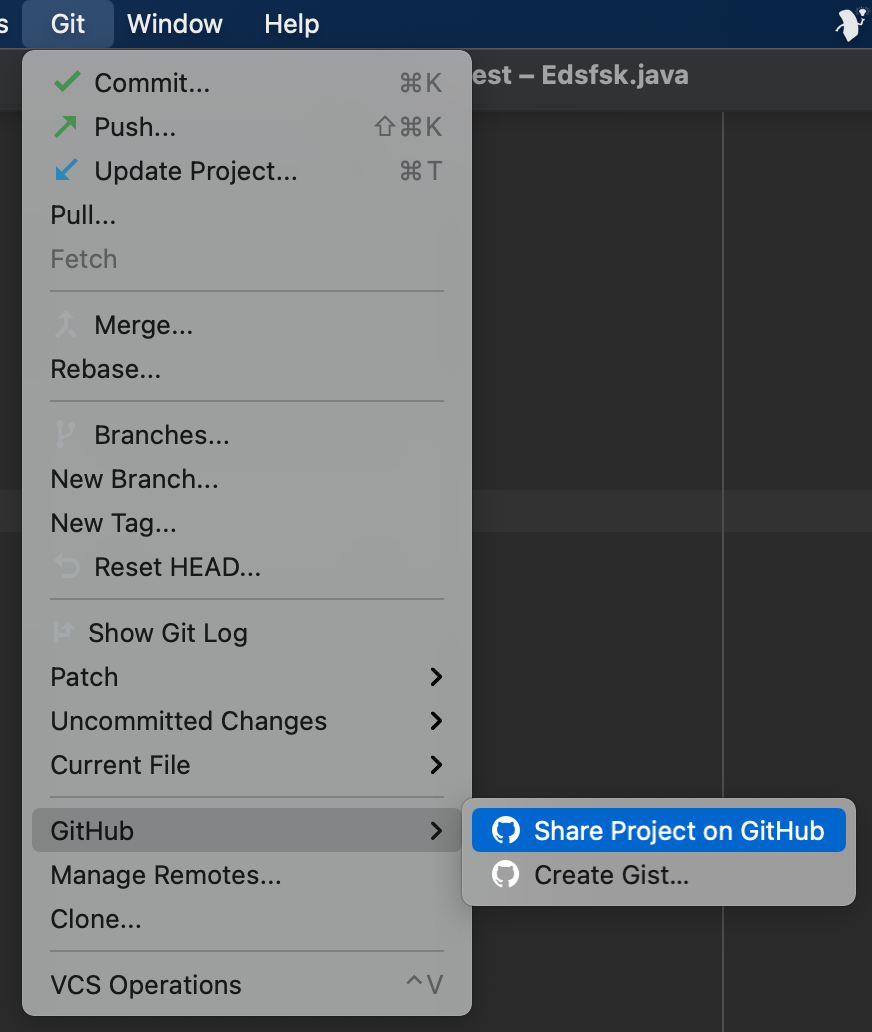 s Git Window Help
est – Edsfsk.java
Commit... ⌘K
Push... ⇧⌘K
Update Project... ⌘T
Pull...
Fetch
Merge...
Rebase...
Branches...
New Branch...
New Tag...
Reset HEAD...
Show Git Log
Patch
Uncommitted Changes
Current File
GitHub
Share Project on GitHub
Create Gist...
Manage Remotes...
Clone...
VCS Operations ^V